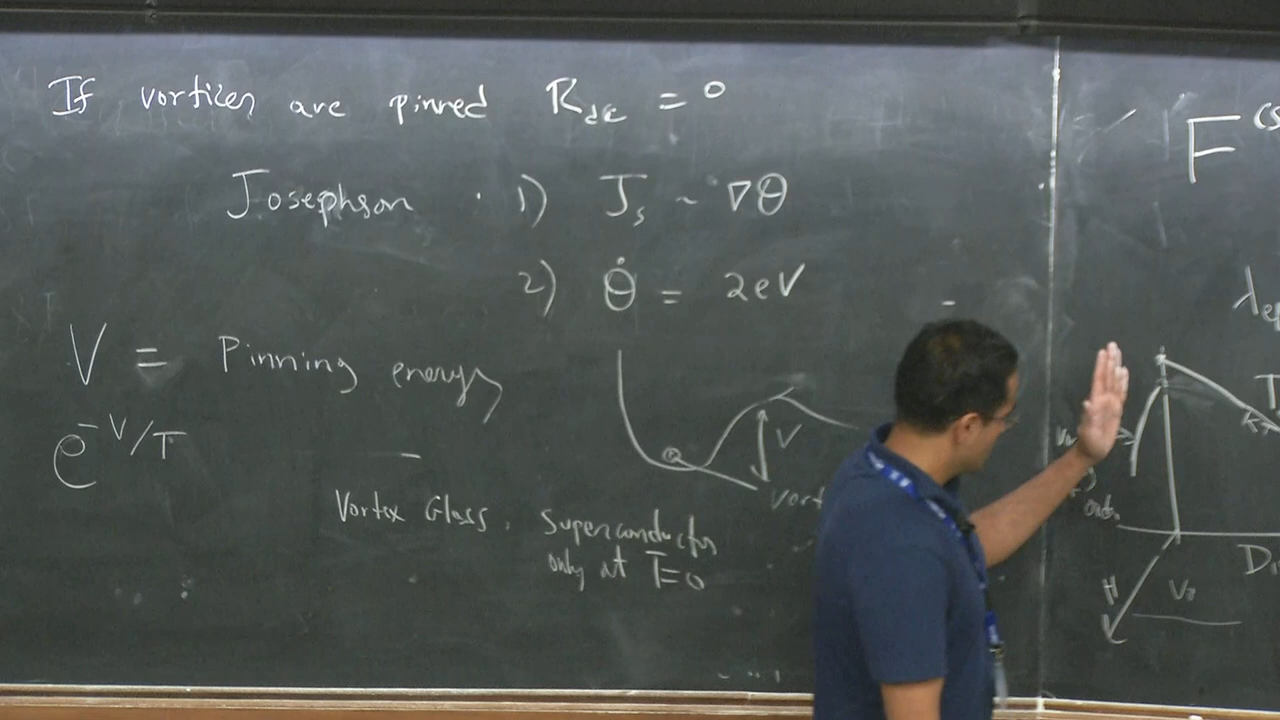 If vortices are pinned R_dc = 0
Josephson · 1) J_s ~ ∇θ
2) θ̇ = 2eV
V = Pinning energy
e^{-V/T}
V
Vortex Glass. Superconductor
only at T=0
F
λ
H